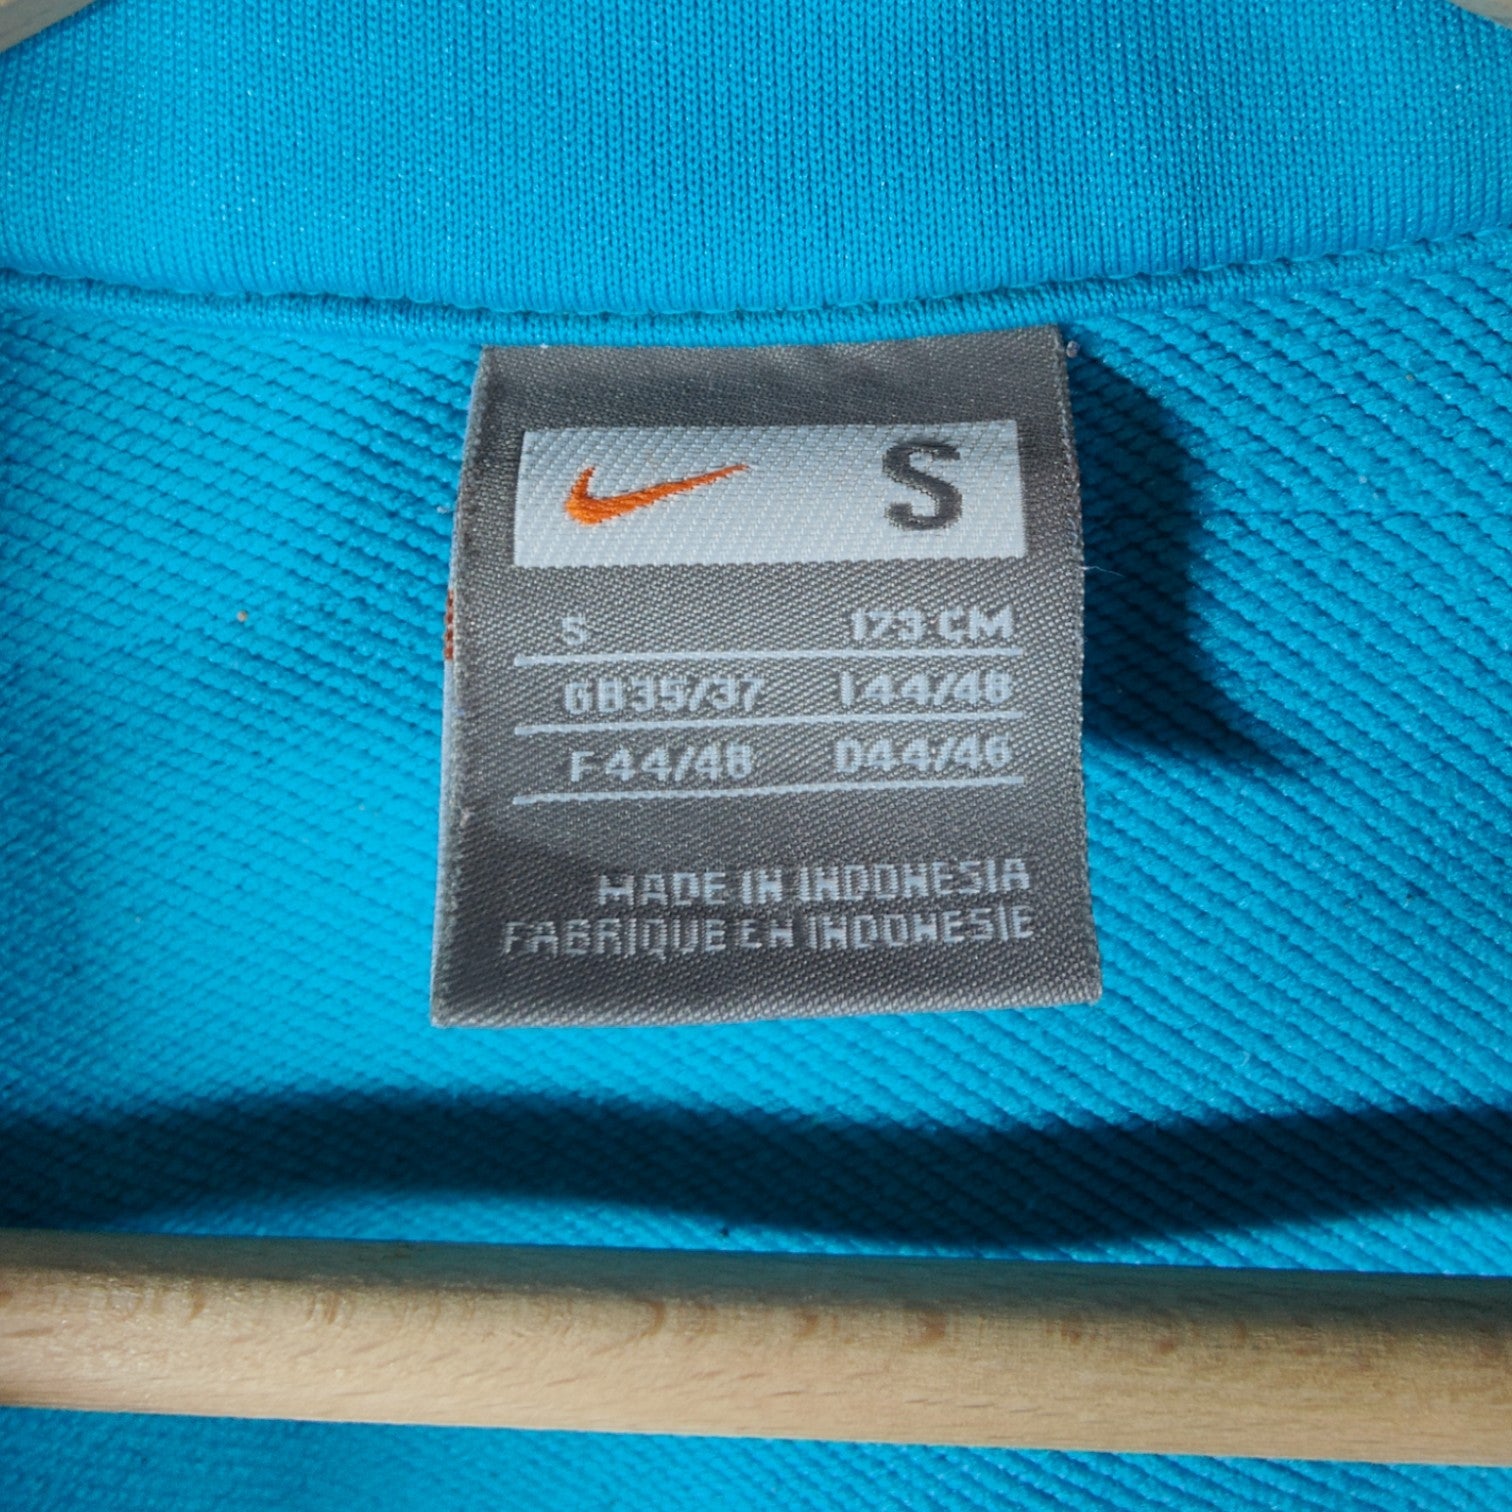 S
S 173 CM
GB35/37 I44/46
F44/46 D44/46
MADE IN INDONESIA
FABRIQUE EN INDONESIE